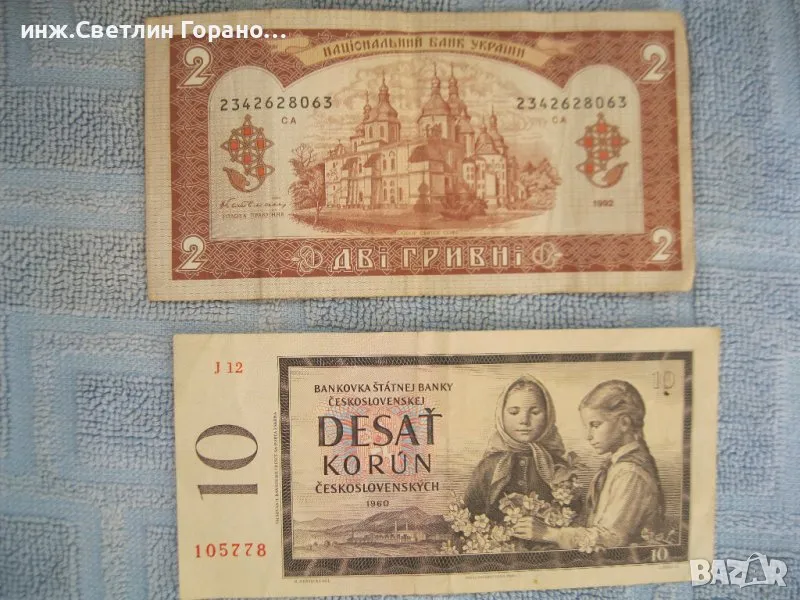 инж.Светлин Горано...
НАЦІОНАЛЬНИЙ БАНК УКРАЇНИ
2 2
2342628063 2342628063
СА СА
1992
2 ДВІ ГРИВНІ 2
J 12
BANKOVKA ŠTÁTNEJ BANKY
ČESKOSLOVENSKEJ
10
DESAŤ
KORÚN
ČESKOSLOVENSKÝCH
1960
10
105778
10
BAZAR